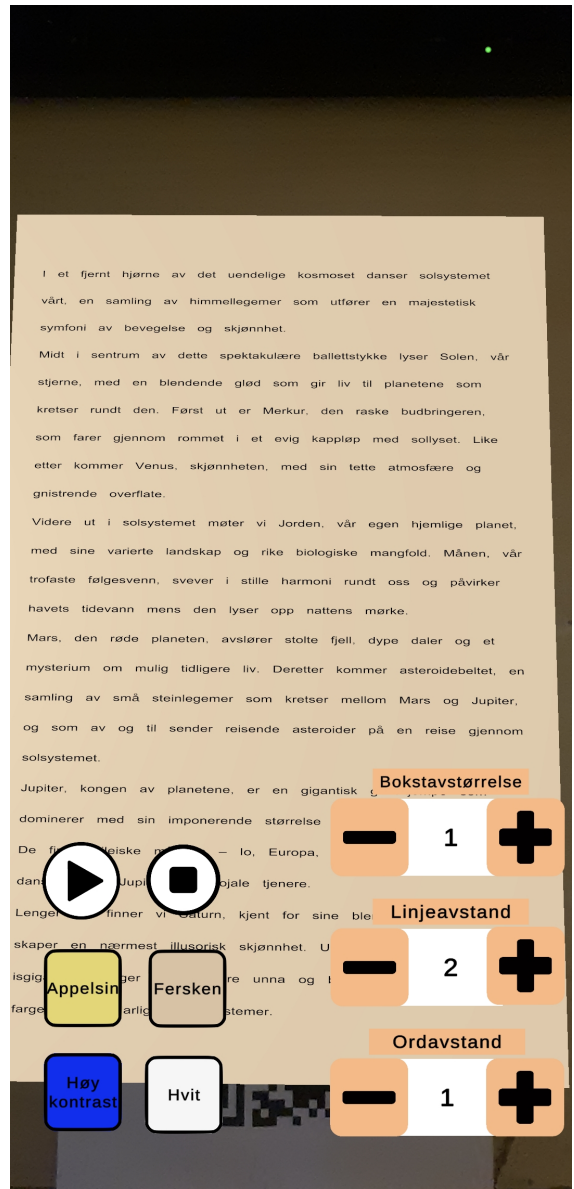 I et fjernt hjørne av det uendelige kosmoset danser solsystemet
vårt, en samling av himmellegemer som utfører en majestetisk
symfoni av bevegelse og skjønnhet.
Midt i sentrum av dette spektakulære ballettstykke lyser Solen, vår
stjerne, med en blendende glød som gir liv til planetene som
kretser rundt den. Først ut er Merkur, den raske budbringeren,
som farer gjennom rommet i et evig kappløp med sollyset. Like
etter kommer Venus, skjønnheten, med sin tette atmosfære og
gnistrende overflate.
Videre ut i solsystemet møter vi Jorden, vår egen hjemlige planet,
med sine varierte landskap og rike biologiske mangfold. Månen, vår
trofaste følgesvenn, svever i stille harmoni rundt oss og påvirker
havets tidevann mens den lyser opp nattens mørke.
Mars, den røde planeten, avslører stolte fjell, dype daler og et
mysterium om mulig tidligere liv. Deretter kommer asteroidebeltet, en
samling av små steinlegemer som kretser mellom Mars og Jupiter,
og som av og til sender reisende asteroider på en reise gjennom
solsystemet.
Jupiter, kongen av planetene, er en gigantisk
dominerer med sin imponerende størrelse
De – Io, Europa,
tjenere.
Lenger finner vi Saturn, kjent for sine
skaper en nærmest illusorisk skjønnhet.
unna og
Bokstavstørrelse
1
Linjeavstand
2
Ordavstand
1
Appelsin
Fersken
Høy
kontrast
Hvit